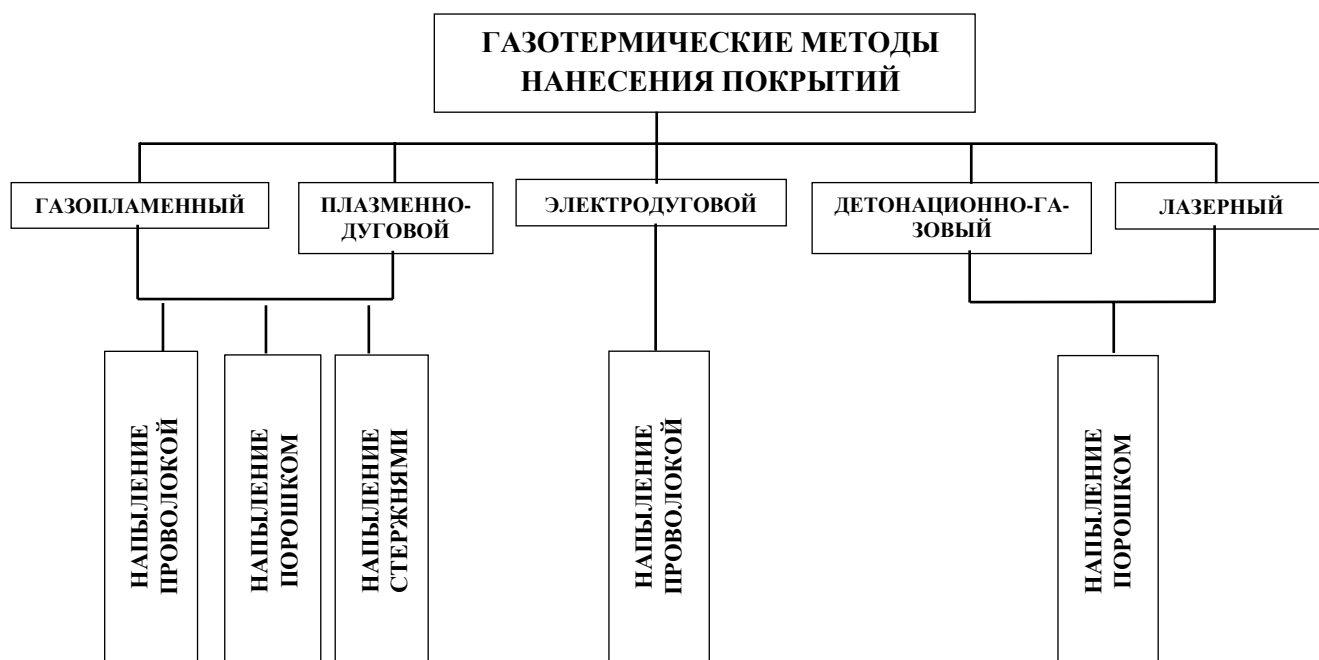 ГАЗОТЕРМИЧЕСКИЕ МЕТОДЫ
НАНЕСЕНИЯ ПОКРЫТИЙ
ГАЗОПЛАМЕННЫЙ
ПЛАЗМЕННО-
ДУГОВОЙ
ЭЛЕКТРОДУГОВОЙ
ДЕТОНАЦИОННО-ГА-
ЗОВЫЙ
ЛАЗЕРНЫЙ
НАПЫЛЕНИЕ
ПРОВОЛОКОЙ
НАПЫЛЕНИЕ
ПОРОШКОМ
НАПЫЛЕНИЕ
СТЕРЖНЯМИ
НАПЫЛЕНИЕ
ПРОВОЛОКОЙ
НАПЫЛЕНИЕ
ПОРОШКОМ